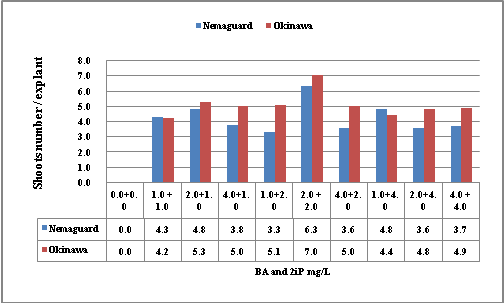 Nemaguard Okinawa
Shoots number / explant
8.0
7.0
6.0
5.0
4.0
3.0
2.0
1.0
0.0
0.0+0. 1.0 + 2.0+1. 4.0+1. 1.0+2. 2.0 + 4.0+2. 1.0+4. 2.0+4. 4.0 +
0 1.0 0 0 0 2.0 0 0 0 4.0
Nemaguard 0.0 4.3 4.8 3.8 3.3 6.3 3.6 4.8 3.6 3.7
Okinawa 0.0 4.2 5.3 5.0 5.1 7.0 5.0 4.4 4.8 4.9
BA and 2iP mg/L